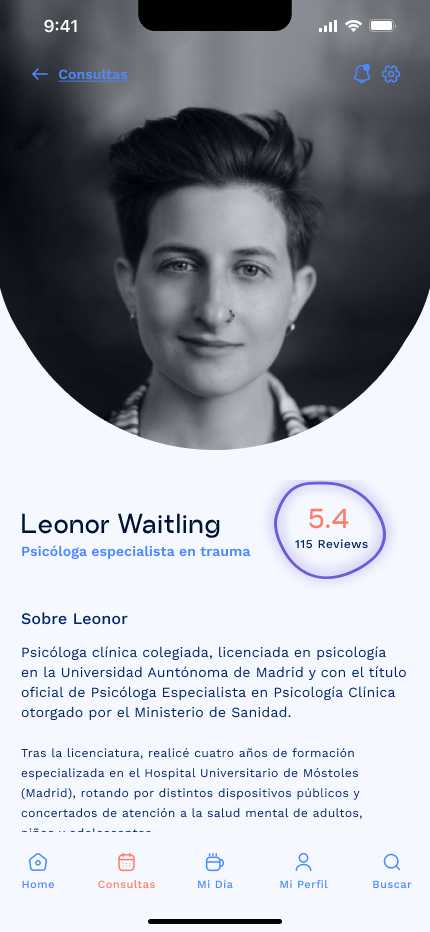 9:41
Consultas
Leonor Waitling
Psicóloga especialista en trauma
5.4
115 Reviews
Sobre Leonor
Psicóloga clínica colegiada, licenciada en psicología
en la Universidad Auntónoma de Madrid y con el título
oficial de Psicóloga Especialista en Psicología Clínica
otorgado por el Ministerio de Sanidad.
Tras la licenciatura, realicé cuatro años de formación
especializada en el Hospital Universitario de Móstoles
(Madrid), rotando por distintos dispositivos públicos y
concertados de atención a la salud mental de adultos,
niños y adolescentes
Home
Consultas
Mi Día
Mi Perfil
Buscar